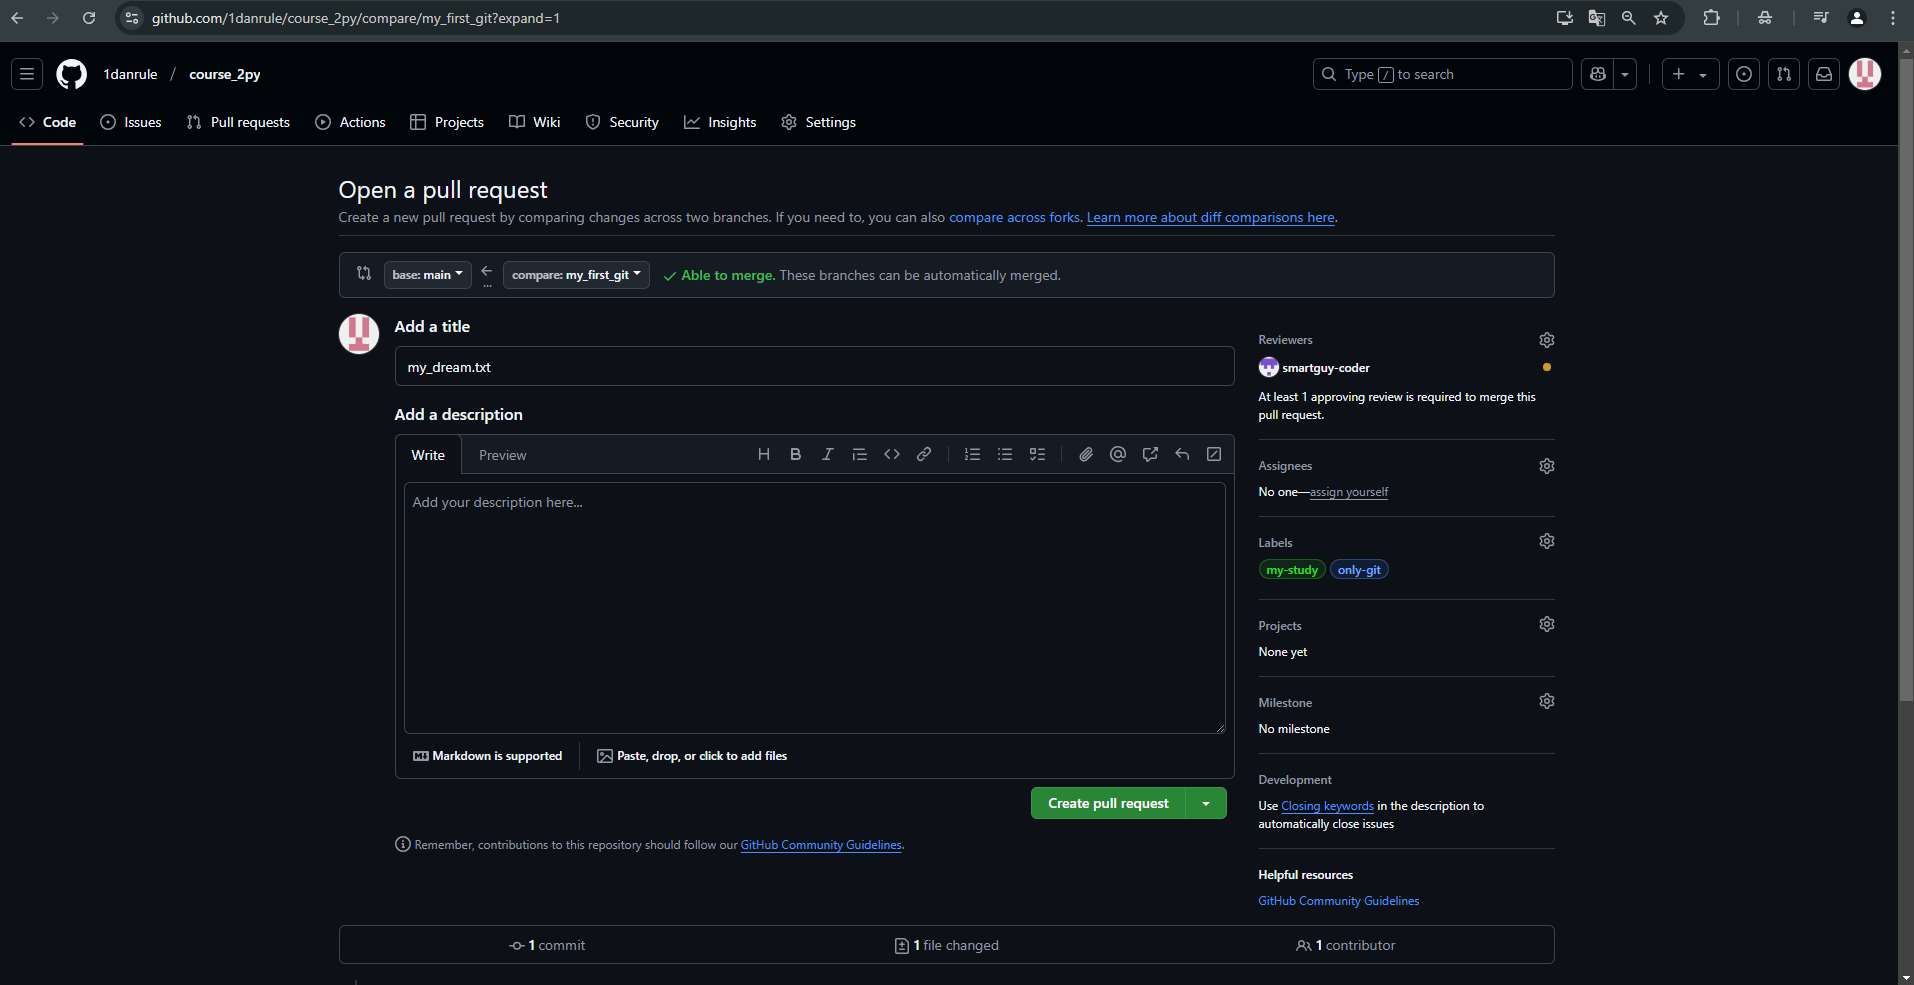 github.com/1danrule/course_2py/compare/my_first_git?expand=1
1danrule / course_2py
Type / to search
Code Issues Pull requests Actions Projects Wiki Security Insights Settings
Open a pull request
Create a new pull request by comparing changes across two branches. If you need to, you can also compare across forks. Learn more about diff comparisons here.
base: main ... compare: my_first_git Able to merge. These branches can be automatically merged.
Add a title
my_dream.txt
Add a description
Write Preview
Add your description here...
Markdown is supported Paste, drop, or click to add files
Create pull request
Remember, contributions to this repository should follow our GitHub Community Guidelines.
Reviewers
smartguy-coder
At least 1 approving review is required to merge this
pull request.
Assignees
No one—assign yourself
Labels
my-study only-git
Projects
None yet
Milestone
No milestone
Development
Use Closing keywords in the description to
automatically close issues
Helpful resources
GitHub Community Guidelines
1 commit 1 file changed 1 contributor